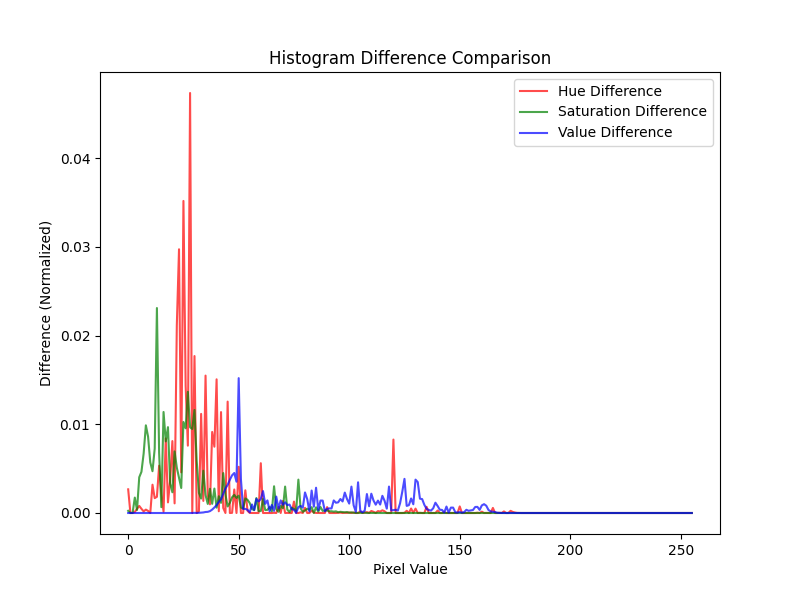 Histogram Difference Comparison
Hue Difference
Saturation Difference
Value Difference
Difference (Normalized)
0.04
0.03
0.02
0.01
0.00
0 50 100 150 200 250
Pixel Value